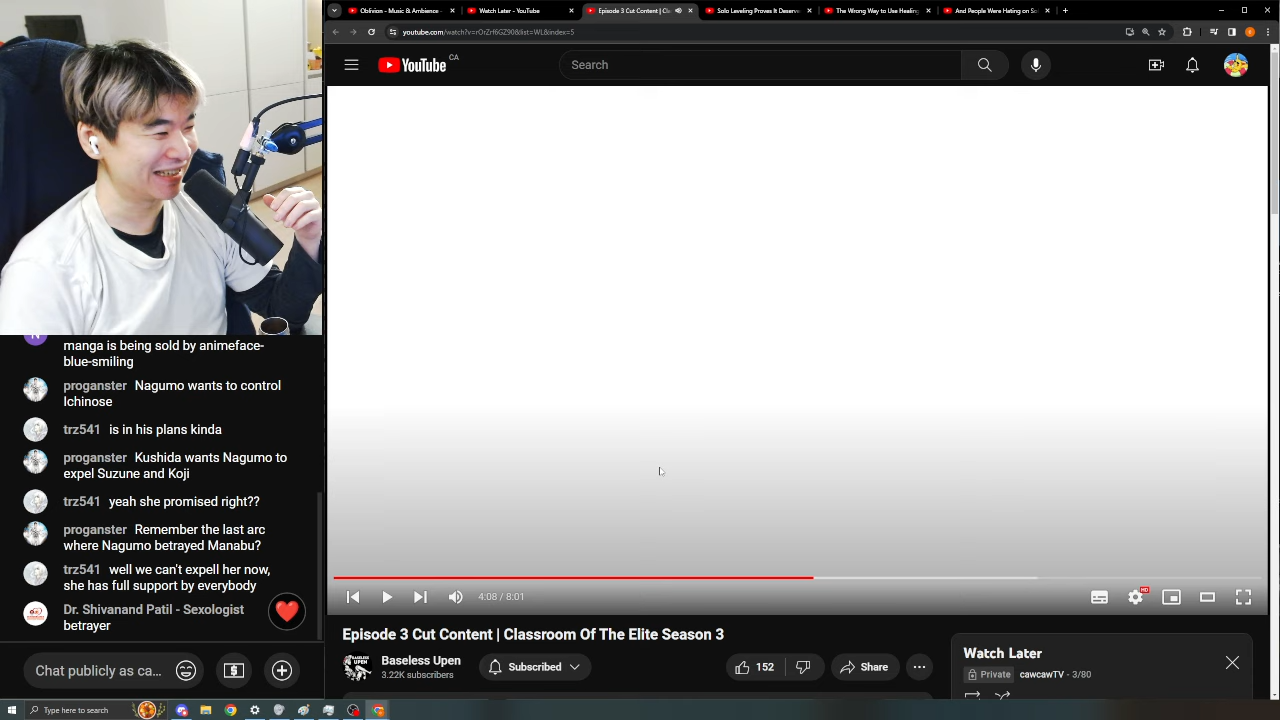 Oblivion - Music & Ambience -
Watch Later - YouTube
Episode 3 Cut Content | Cl
Solo Leveling Proves It Deserve
The Wrong Way to Use Healing
And People Were Hating on So
youtube.com/watch?v=rOrZrf6GZ90&list=WL&index=5
YouTube CA
Search
manga is being sold by animeface-
blue-smiling
proganster Nagumo wants to control
Ichinose
trz541 is in his plans kinda
proganster Kushida wants Nagumo to
expel Suzune and Koji
trz541 yeah she promised right??
proganster Remember the last arc
where Nagumo betrayed Manabu?
trz541 well we can't expell her now,
she has full support by everybody
Dr. Shivanand Patil - Sexologist
betrayer
Chat publicly as ca...
4:08 / 8:01
HD
Episode 3 Cut Content | Classroom Of The Elite Season 3
BASELESS
UPEN
Baseless Upen
3.22K subscribers
Subscribed
152
Share
Watch Later
Private cawcawTV - 3/80
Type here to search